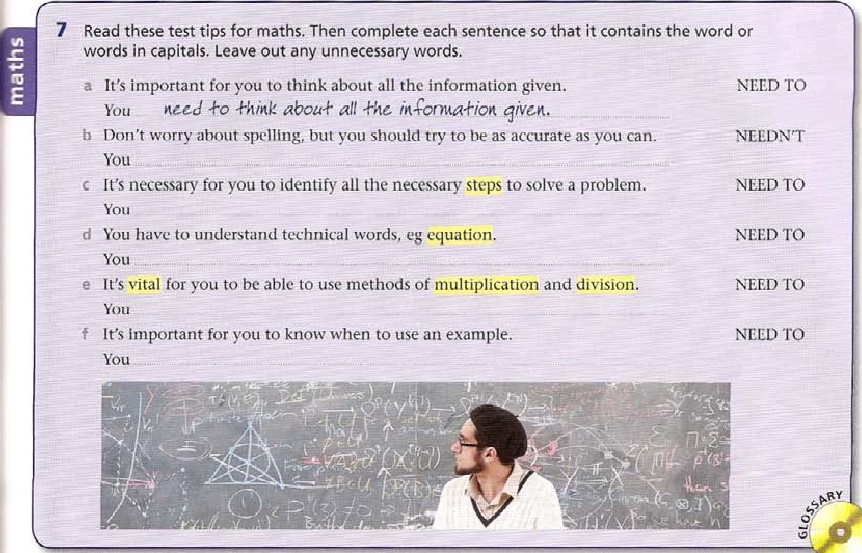 maths
7 Read these test tips for maths. Then complete each sentence so that it contains the word or
words in capitals. Leave out any unnecessary words.
a It's important for you to think about all the information given. NEED TO
You need to think about all the information given.
b Don't worry about spelling, but you should try to be as accurate as you can. NEEDN'T
You
c It's necessary for you to identify all the necessary steps to solve a problem. NEED TO
You
d You have to understand technical words, eg equation. NEED TO
You
e It's vital for you to be able to use methods of multiplication and division. NEED TO
You
f It's important for you to know when to use an example. NEED TO
You
GLOSSARY